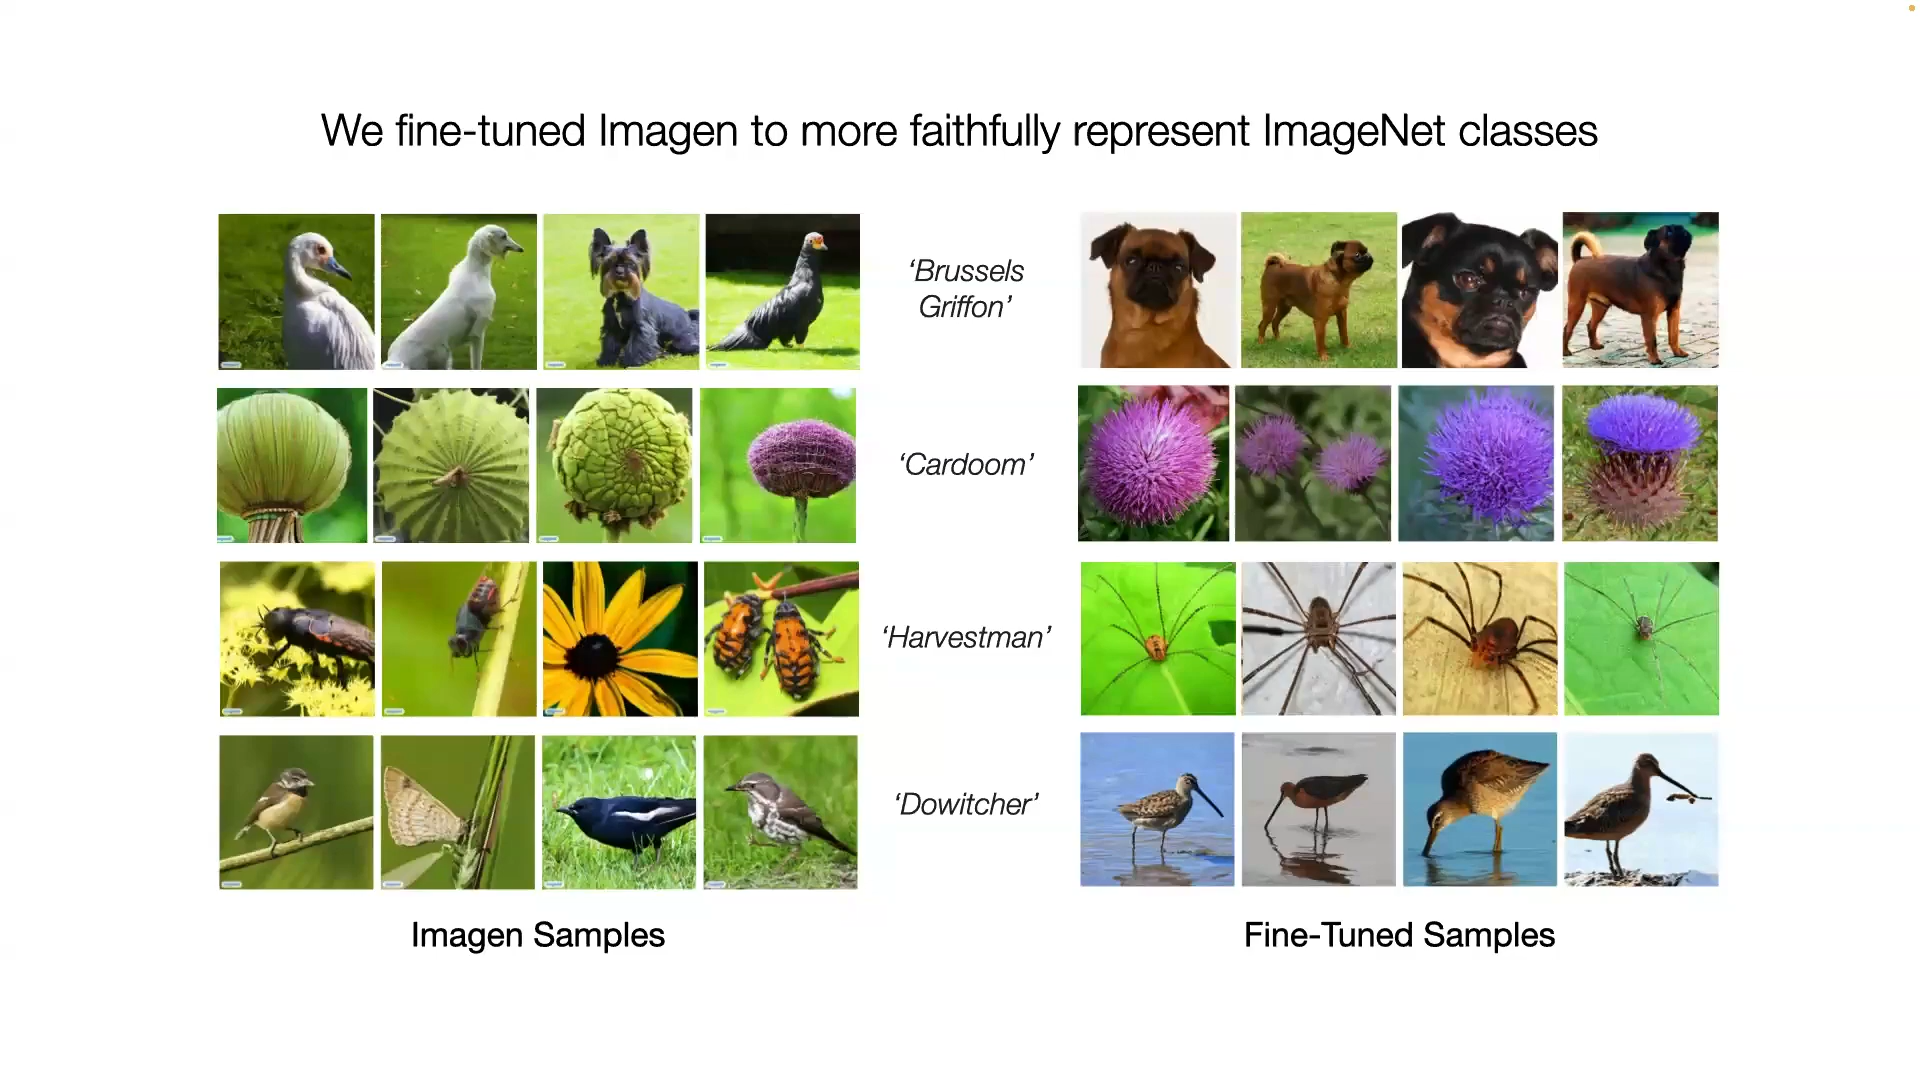 We fine-tuned Imagen to more faithfully represent ImageNet classes
‘Brussels
Griffon’
‘Cardoom’
‘Harvestman’
‘Dowitcher’
Imagen Samples
Fine-Tuned Samples